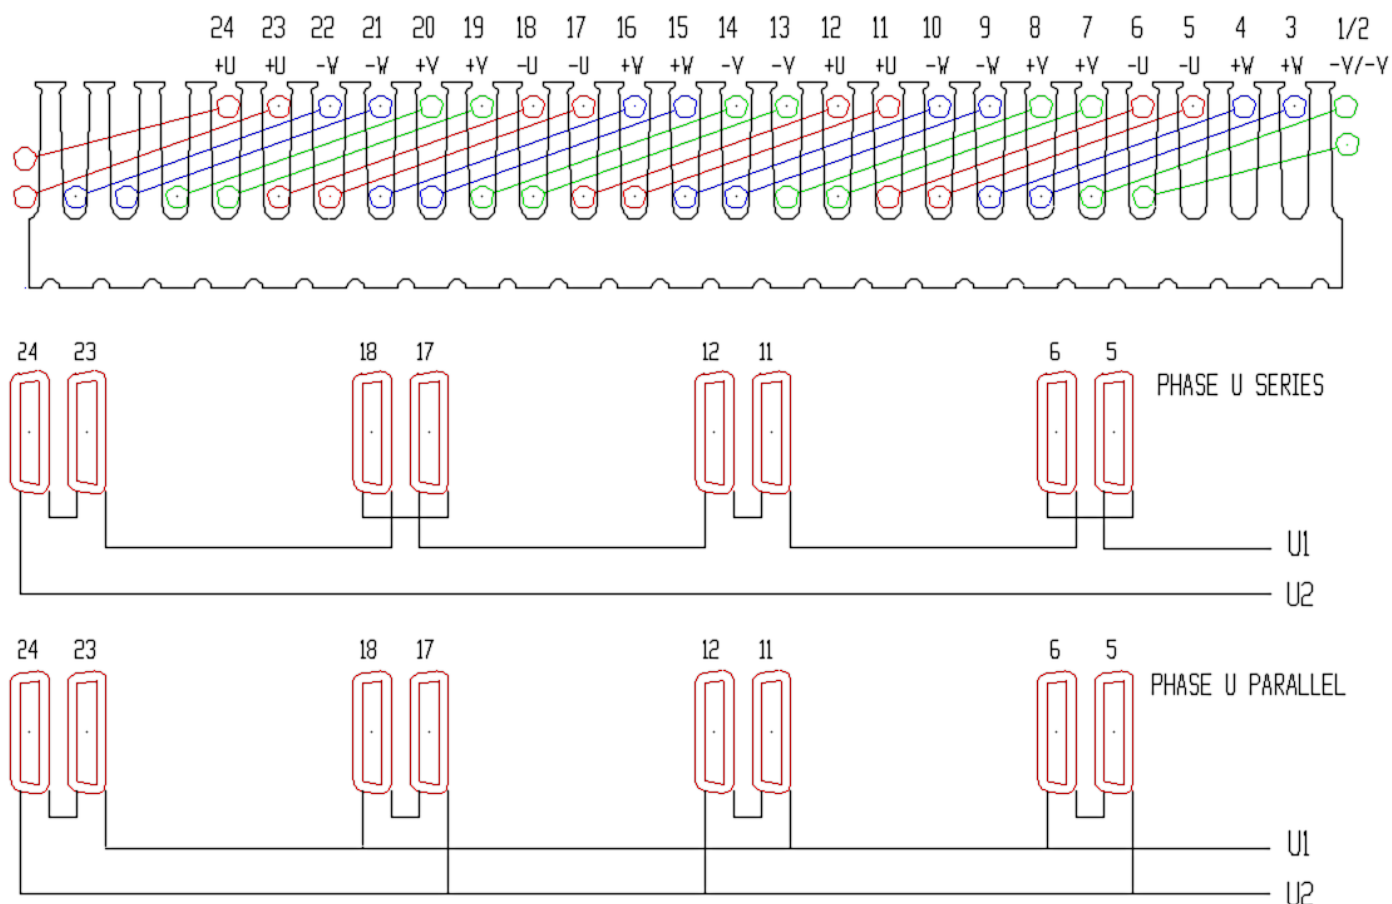 24 23 22 21 20 19 18 17 16 15 14 13 12 11 10 9 8 7 6 5 4 3 1/2
+U +U -W -W +V +V -U -U +W +W -V -V +U +U -W -W +V +V -U -U +W +W -V/-V
24 23 18 17 12 11 6 5
PHASE U SERIES
U1
U2
24 23 18 17 12 11 6 5
PHASE U PARALLEL
U1
U2